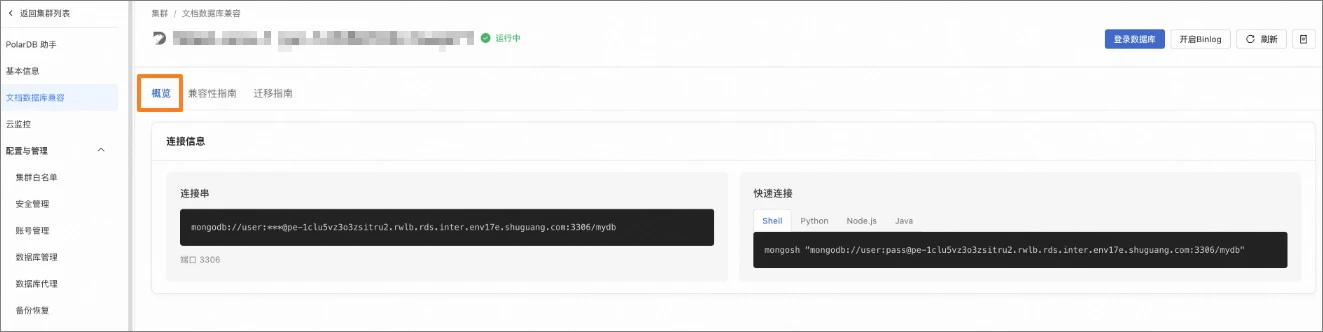 返回集群列表
PolarDB 助手
基本信息
文档数据库兼容
云监控
配置与管理
集群白名单
安全管理
账号管理
数据库管理
数据库代理
备份恢复
集群 / 文档数据库兼容
运行中
登录数据库 开启Binlog 刷新
概览 兼容性指南 迁移指南
连接信息
连接串
mongodb://user:***@pe-1clu5vz3o3zsitru2.rwlb.rds.inter.env17e.shuguang.com:3306/mydb
端口 3306
快速连接
Shell Python Node.js Java
mongosh "mongodb://user:pass@pe-1clu5vz3o3zsitru2.rwlb.rds.inter.env17e.shuguang.com:3306/mydb"